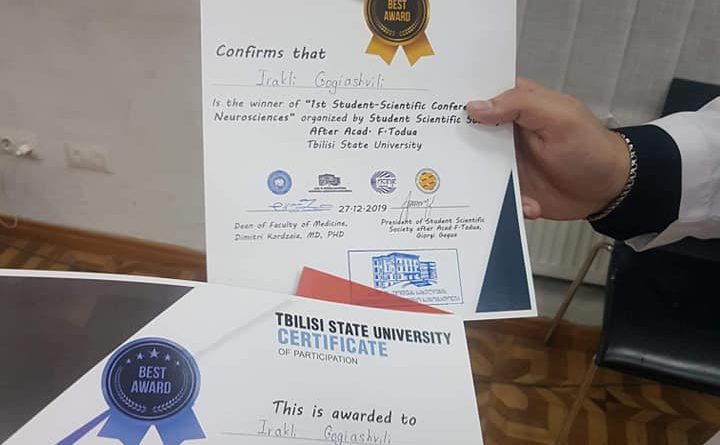 BEST
AWARD
Confirms that
Irakli Gogiashvili
Is the winner of "1st Student-Scientific
Neurosciences" organized by Student Scientific
After Acad. F.Todua
Tbilisi State University
27-12-2019
Dean of Faculty of Medicine,
Dimitri Kordzaia, MD, PHD
President of Student Scientific
Society after Acad.F.Todua,
Giorgi Gegua
TBILISI STATE UNIVERSITY
CERTIFICATE
OF PARTICIPATION
BEST
AWARD
This is awarded to
Irakli Gogiashvili